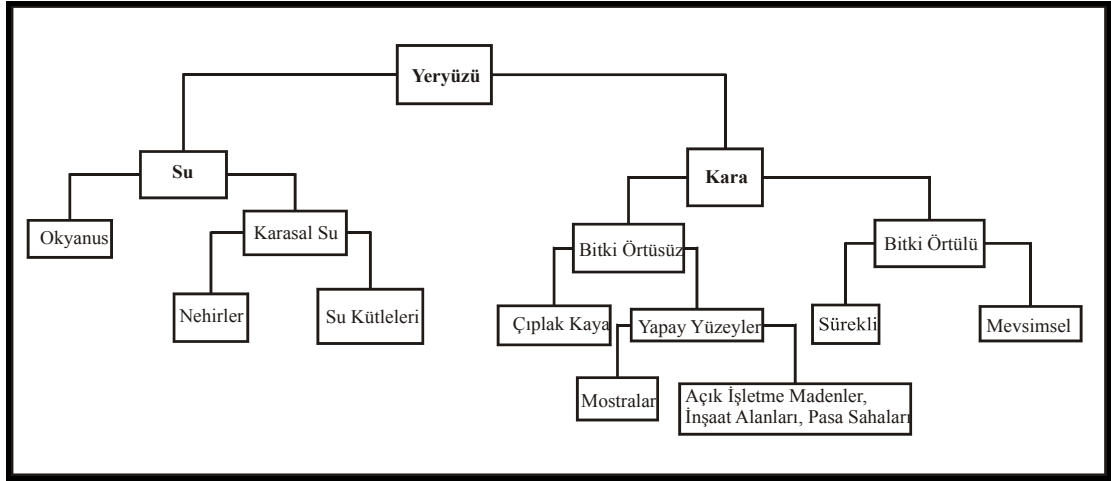 Yeryüzü
Su
Kara
Okyanus
Karasal Su
Bitki Örtüsüz
Bitki Örtülü
Nehirler
Su Kütleleri
Çıplak Kaya
Yapay Yüzeyler
Sürekli
Mevsimsel
Mostralar
Açık İşletme Madenler,
İnşaat Alanları, Pasa Sahaları